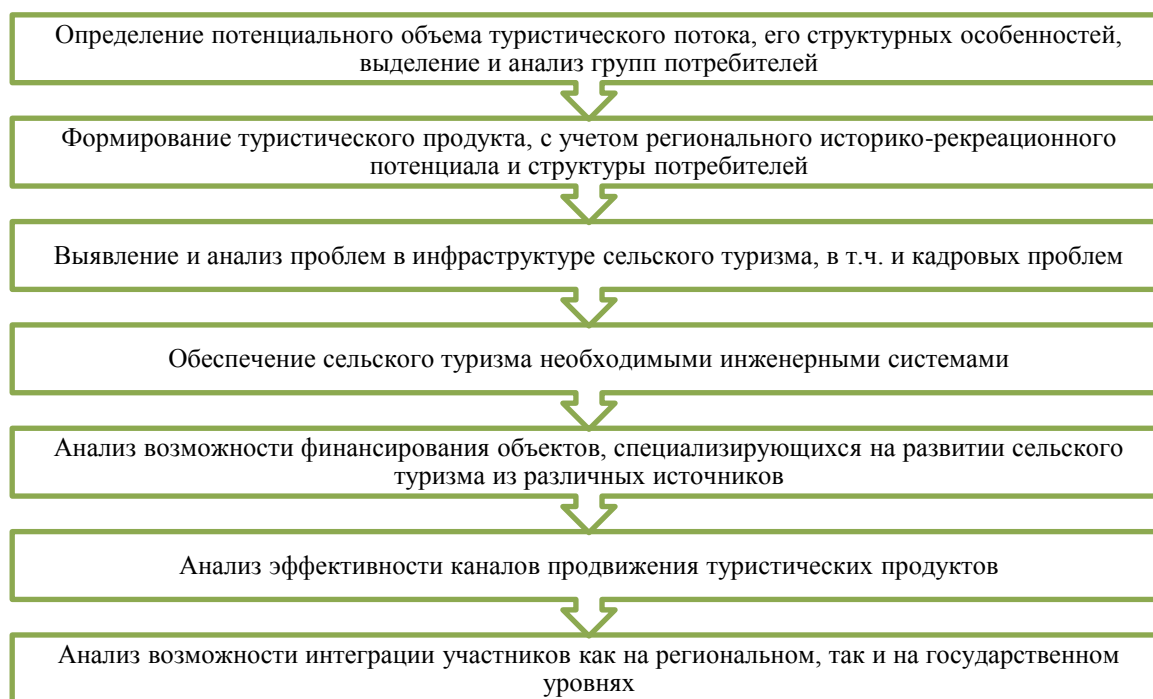 Определение потенциального объема туристического потока, его структурных особенностей,
выделение и анализ групп потребителей
Формирование туристического продукта, с учетом регионального историко-рекреационного
потенциала и структуры потребителей
Выявление и анализ проблем в инфраструктуре сельского туризма, в т.ч. и кадровых проблем
Обеспечение сельского туризма необходимыми инженерными системами
Анализ возможности финансирования объектов, специализирующихся на развитии сельского
туризма из различных источников
Анализ эффективности каналов продвижения туристических продуктов
Анализ возможности интеграции участников как на региональном, так и на государственном
уровнях